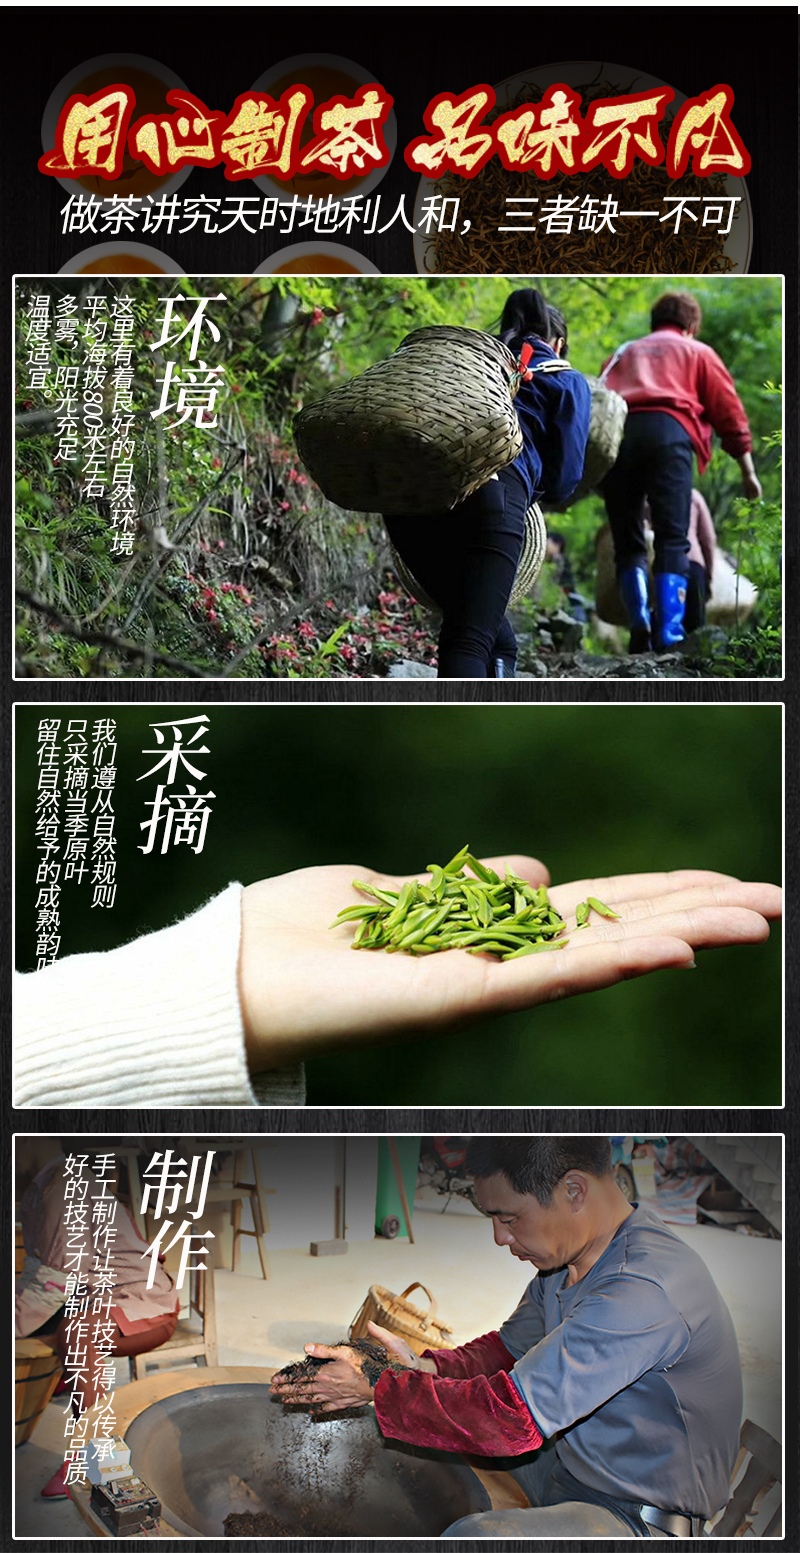 用心制茶 品味不凡
做茶讲究天时地利人和，三者缺一不可
环境
这里有着良好的自然环境
平均海拔800米左右
多雾，阳光充足
温度适宜。
采摘
我们遵从自然规则
只采摘当季原叶
留住自然给予的成熟韵味
制作
手工制作让茶叶技艺得以传承
好的技艺才能制作出不凡的品质